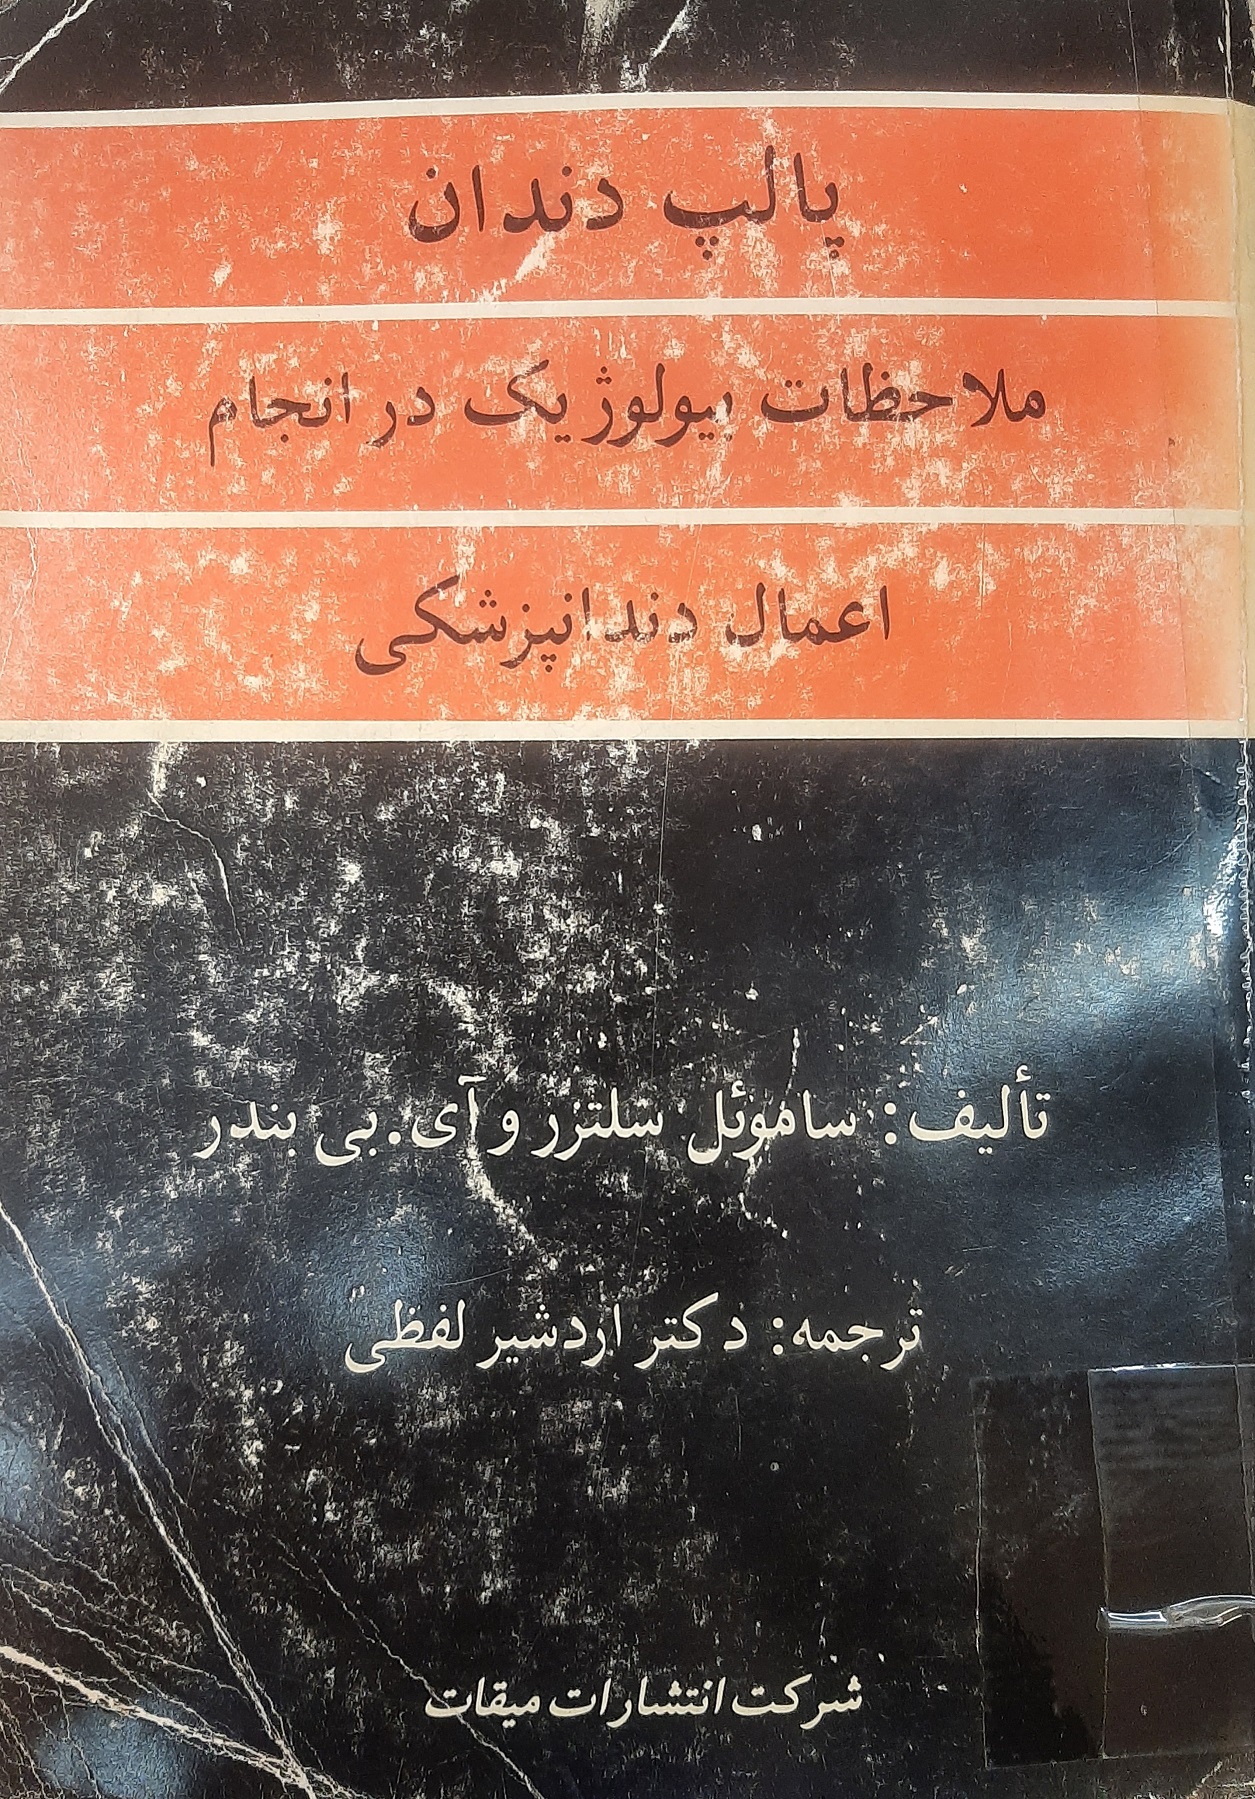 پالپ دندان
ملاحظات بیولوژیک در انجام
اعمال دندانپزشکی
تألیف: ساموئل سلتزر و آی.بی بندر
ترجمه: دکتر اردشیر لفظی
شرکت انتشارات میقات